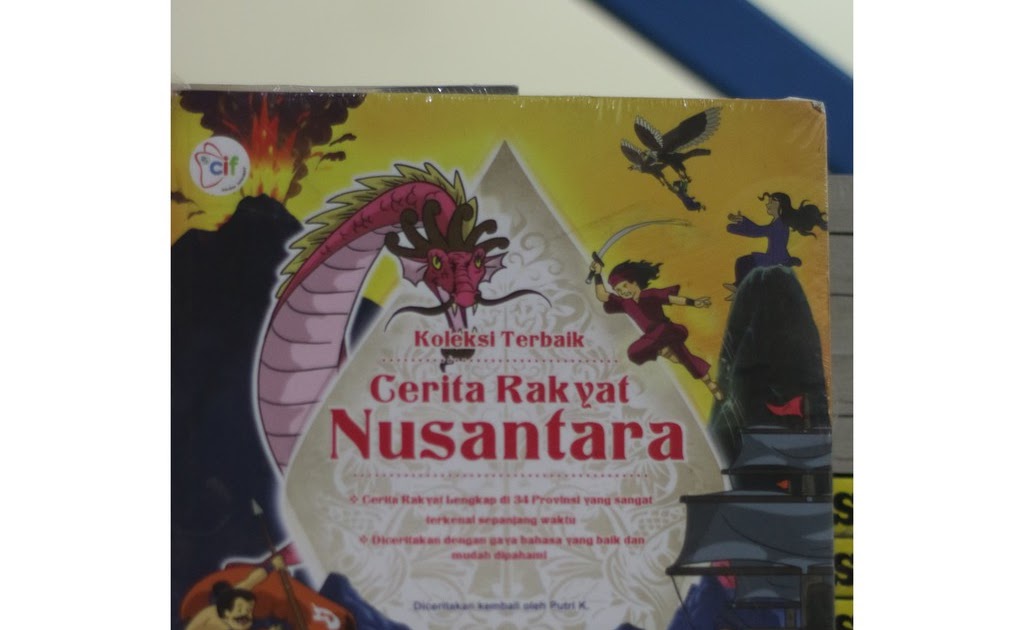 cif
Koleksi Terbaik
Cerita Rakyat
Nusantara
❖ Cerita Rakyat Lengkap di 34 Provinsi yang sangat
terkenal sepanjang waktu
❖ Diceritakan dengan gaya bahasa yang baik dan
mudah dipahami
Diceritakan kembali oleh Putri K.